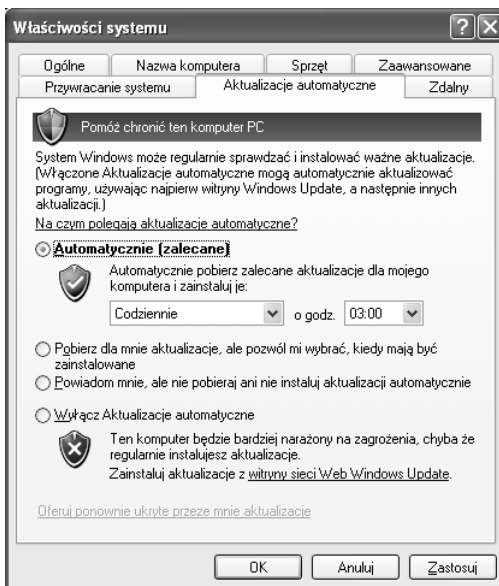 Właściwości systemu
Ogólne Nazwa komputera Sprzęt Zaawansowane
Przywracanie systemu Aktualizacje automatyczne Zdalny
Pomóż chronić ten komputer PC
System Windows może regularnie sprawdzać i instalować ważne aktualizacje.
(Włączone Aktualizacje automatyczne mogą automatycznie aktualizować
programy, używając najpierw witryny Windows Update, a następnie innych
aktualizacji.)
Na czym polegają aktualizacje automatyczne?
Automatycznie (zalecane)
Automatycznie pobierz zalecane aktualizacje dla mojego
komputera i zainstaluj je:
Codziennie o godz. 03:00
Pobierz dla mnie aktualizacje, ale pozwól mi wybrać, kiedy mają być
zainstalowane
Powiadom mnie, ale nie pobieraj ani nie instaluj aktualizacji automatycznie
Wyłącz Aktualizacje automatyczne
Ten komputer będzie bardziej narażony na zagrożenia, chyba że
regularnie instalujesz aktualizacje.
Zainstaluj aktualizacje z witryny sieci Web Windows Update.
Oferuj ponownie ukryte przeze mnie aktualizacje
OK Anuluj Zastosuj